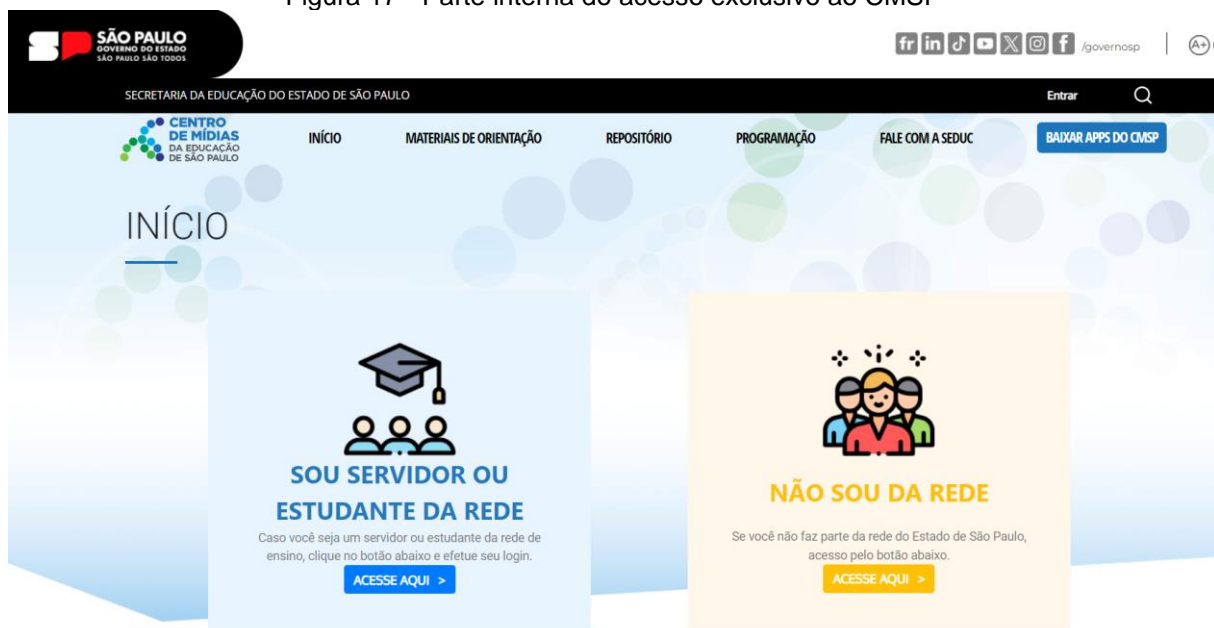 Figura 17 - Parte interna do acesso exclusivo ao CMSP
SÃO PAULO
GOVERNO DO ESTADO
SÃO PAULO SÃO TODOS
/governosp
A+
SECRETARIA DA EDUCAÇÃO DO ESTADO DE SÃO PAULO
Entrar
CENTRO
DE MÍDIAS
DA EDUCAÇÃO
DE SÃO PAULO
INÍCIO
MATERIAIS DE ORIENTAÇÃO
REPOSITÓRIO
PROGRAMAÇÃO
FALE COM A SEDUC
BAIXAR APPS DO CMSP
INÍCIO
SOU SERVIDOR OU
ESTUDANTE DA REDE
Caso você seja um servidor ou estudante da rede de
ensino, clique no botão abaixo e efetue seu login.
ACESSE AQUI >
NÃO SOU DA REDE
Se você não faz parte da rede do Estado de São Paulo,
acesso pelo botão abaixo.
ACESSE AQUI >